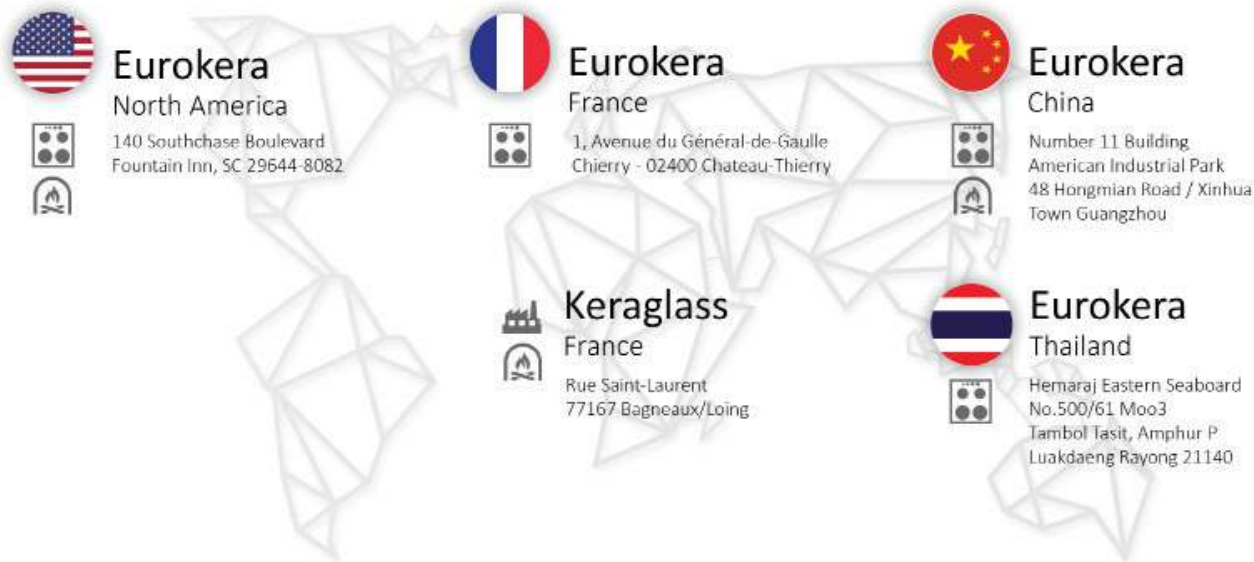 Eurokera
North America
140 Southchase Boulevard
Fountain Inn, SC 29644-8082
Eurokera
France
1, Avenue du Général-de-Gaulle
Chierry - 02400 Chateau-Thierry
Eurokera
China
Number 11 Building
American Industrial Park
48 Hongmian Road / Xinhua
Town Guangzhou
Keraglass
France
Rue Saint-Laurent
77167 Bagneaux/Loing
Eurokera
Thailand
Hemaraj Eastern Seaboard
No.500/61 Moo3
Tambol Tasit, Amphur P
Luakdaeng Rayong 21140